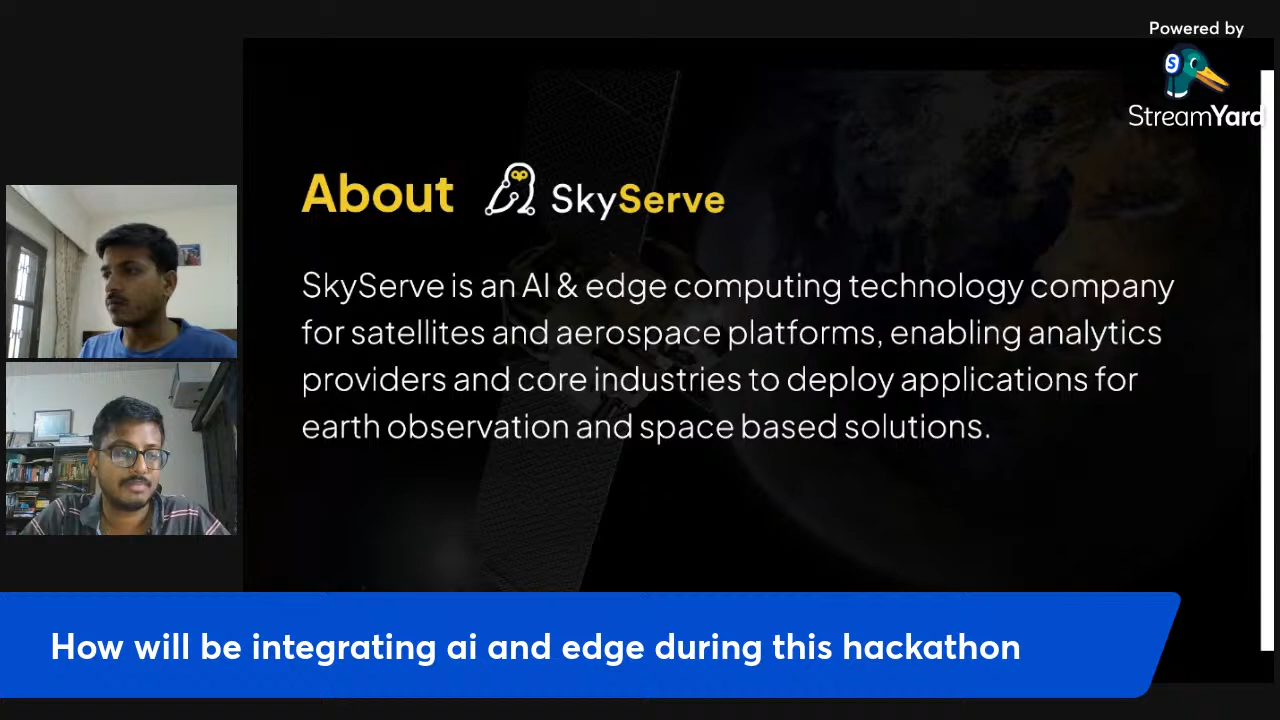 Powered by
S
StreamYard
About SkyServe
SkyServe is an AI & edge computing technology company
for satellites and aerospace platforms, enabling analytics
providers and core industries to deploy applications for
earth observation and space based solutions.
How will be integrating ai and edge during this hackathon